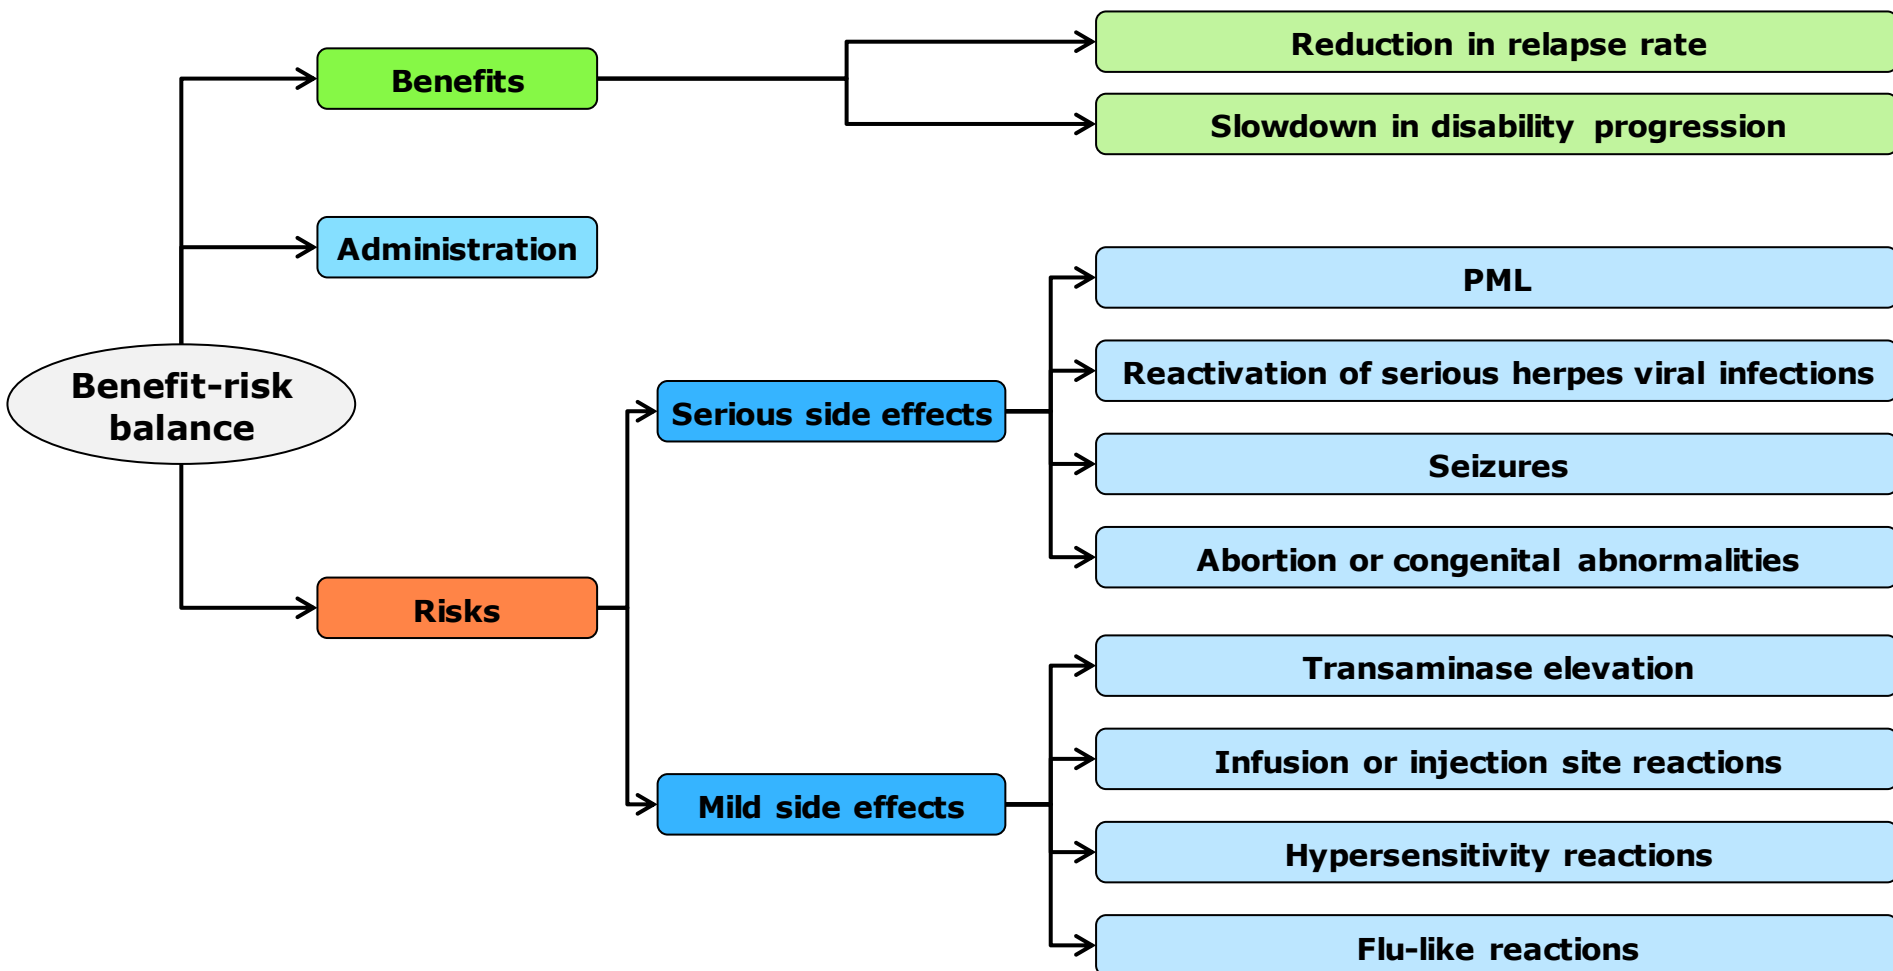 Benefit-risk
balance
Benefits
Reduction in relapse rate
Slowdown in disability progression
Administration
Risks
Serious side effects
PML
Reactivation of serious herpes viral infections
Seizures
Abortion or congenital abnormalities
Mild side effects
Transaminase elevation
Infusion or injection site reactions
Hypersensitivity reactions
Flu-like reactions